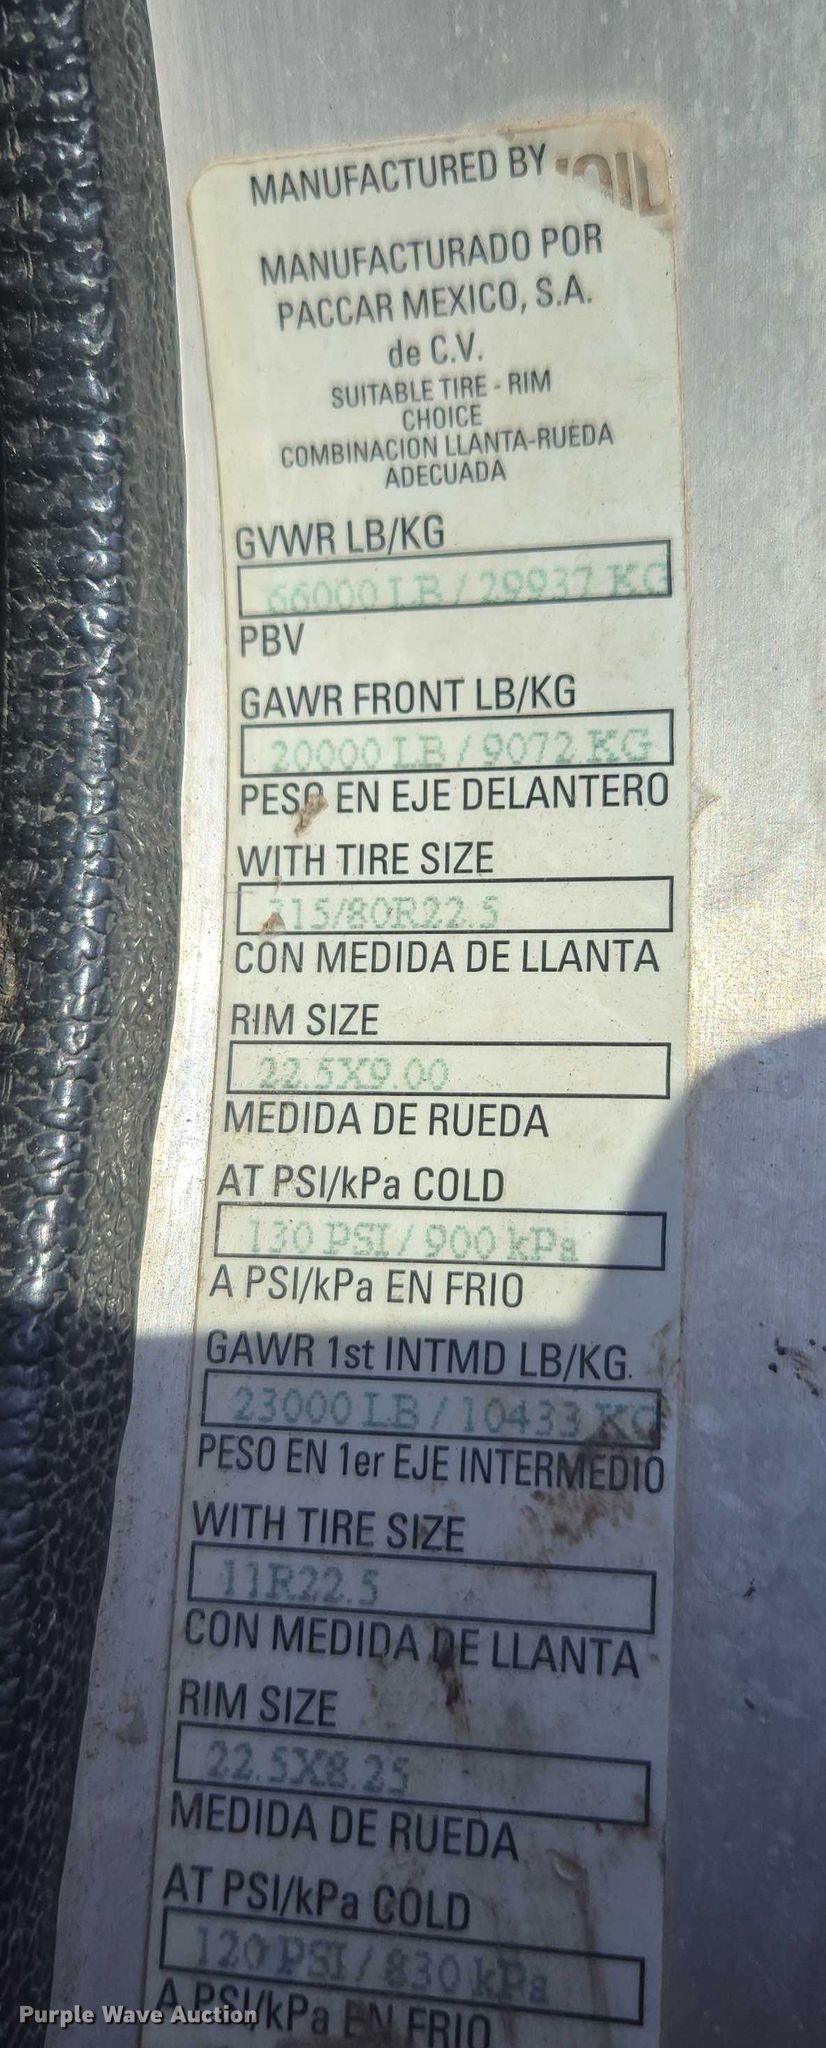 MANUFACTURED BY
MANUFACTURADO POR
PACCAR MEXICO, S.A.
de C.V.
SUITABLE TIRE - RIM
CHOICE
COMBINACION LLANTA-RUEDA
ADECUADA
GVWR LB/KG
66000 LB / 29937 KG
PBV
GAWR FRONT LB/KG
20000 LB / 9072 KG
PESO EN EJE DELANTERO
WITH TIRE SIZE
315/80R22.5
CON MEDIDA DE LLANTA
RIM SIZE
22.5X9.00
MEDIDA DE RUEDA
AT PSI/kPa COLD
130 PSI / 900 kPa
A PSI/kPa EN FRIO
GAWR 1st INTMD LB/KG.
23000 LB / 10433 KG
PESO EN 1er EJE INTERMEDIO
WITH TIRE SIZE
11R22.5
CON MEDIDA DE LLANTA
RIM SIZE
22.5X8.25
MEDIDA DE RUEDA
AT PSI/kPa COLD
120 PSI / 830 kPa
A PSI/kPa EN FRIO
Purple Wave Auction